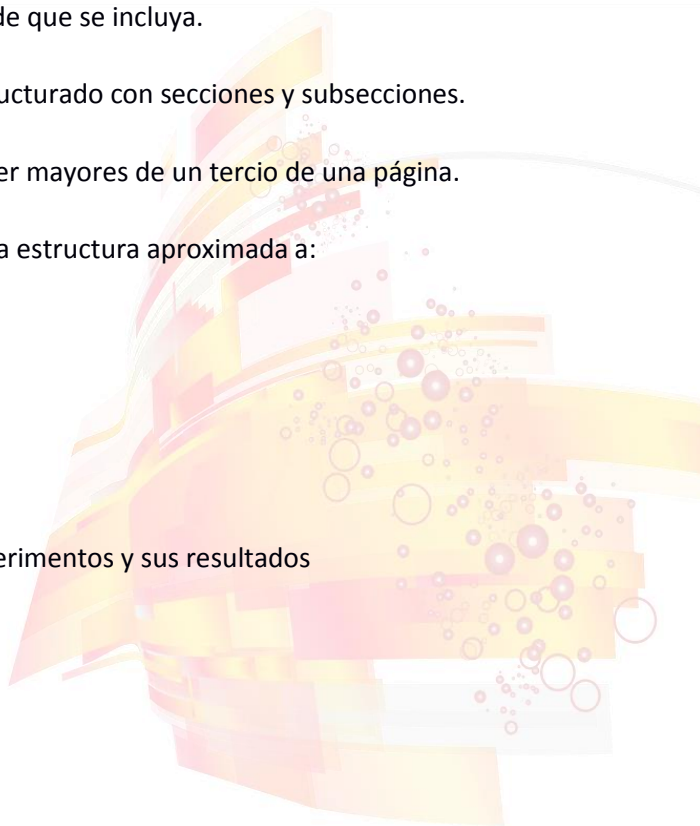 de que se incluya.
ucturado con secciones y subsecciones.
er mayores de un tercio de una página.
a estructura aproximada a:
erimentos y sus resultados